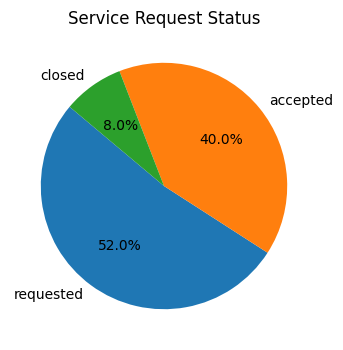 Service Request Status
closed
accepted
8.0%
40.0%
52.0%
requested